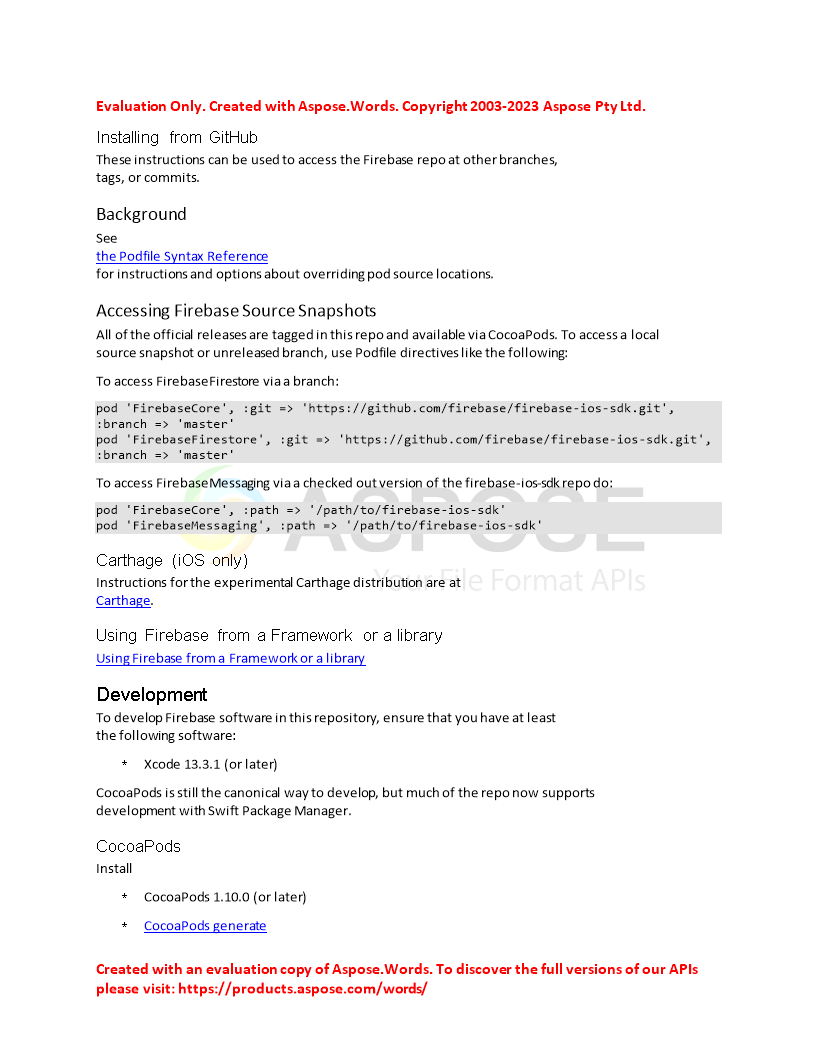 Evaluation Only. Created with Aspose.Words. Copyright 2003-2023 Aspose Pty Ltd.
Installing from GitHub
These instructions can be used to access the Firebase repo at other branches,
tags, or commits.
Background
See
the Podfile Syntax Reference
for instructions and options about overriding pod source locations.
Accessing Firebase Source Snapshots
All of the official releases are tagged in this repo and available via CocoaPods. To access a local
source snapshot or unreleased branch, use Podfile directives like the following:
To access FirebaseFirestore via a branch:
pod 'FirebaseCore', :git => 'https://github.com/firebase/firebase-ios-sdk.git',
:branch => 'master'
pod 'FirebaseFirestore', :git => 'https://github.com/firebase/firebase-ios-sdk.git',
:branch => 'master'
To access FirebaseMessaging via a checked out version of the firebase-ios-sdk repo do:
pod 'FirebaseCore', :path => '/path/to/firebase-ios-sdk'
pod 'FirebaseMessaging', :path => '/path/to/firebase-ios-sdk'
ASPOSE
Your File Format APIs
Carthage (iOS only)
Instructions for the experimental Carthage distribution are at
Carthage.
Using Firebase from a Framework or a library
Using Firebase from a Framework or a library
Development
To develop Firebase software in this repository, ensure that you have at least
the following software:
* Xcode 13.3.1 (or later)
CocoaPods is still the canonical way to develop, but much of the repo now supports
development with Swift Package Manager.
CocoaPods
Install
* CocoaPods 1.10.0 (or later)
* CocoaPods generate
Created with an evaluation copy of Aspose.Words. To discover the full versions of our APIs
please visit: https://products.aspose.com/words/